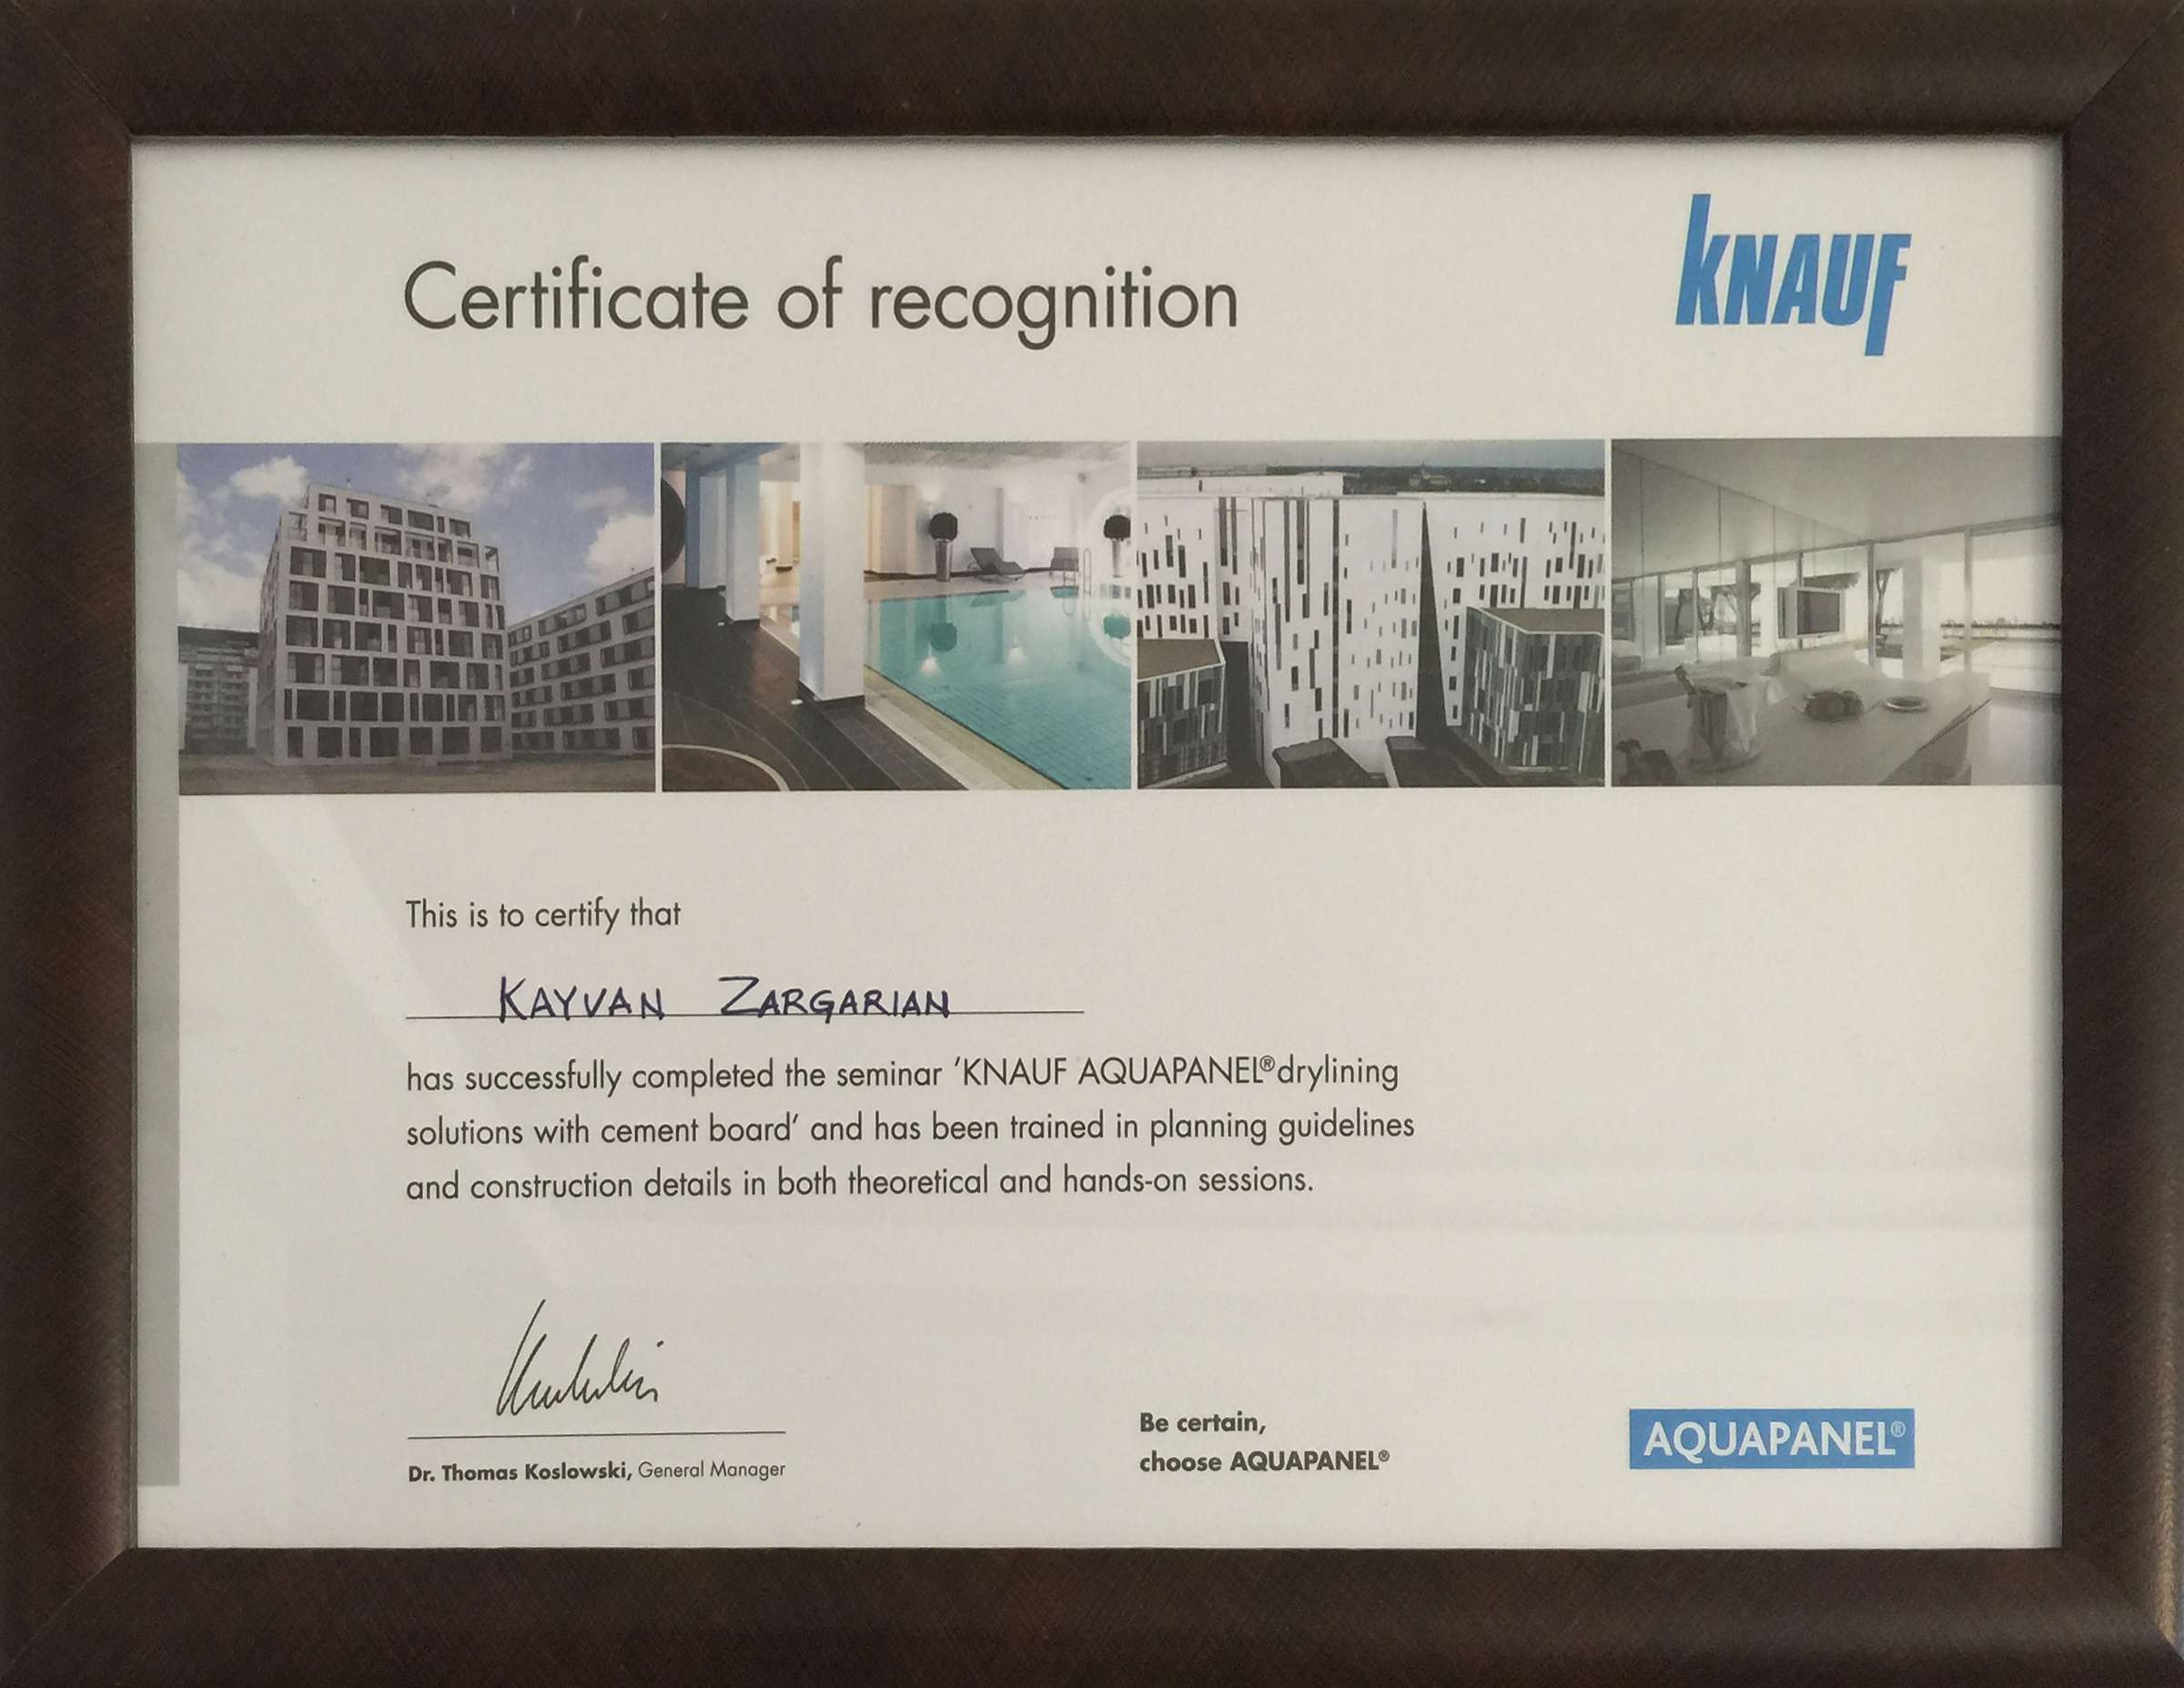 Certificate of recognition
KNAUF
This is to certify that
KAYVAN ZARGARIAN
has successfully completed the seminar ‘KNAUF AQUAPANEL® drylining
solutions with cement board’ and has been trained in planning guidelines
and construction details in both theoretical and hands-on sessions.
Dr. Thomas Koslowski, General Manager
Be certain,
choose AQUAPANEL®
AQUAPANEL®